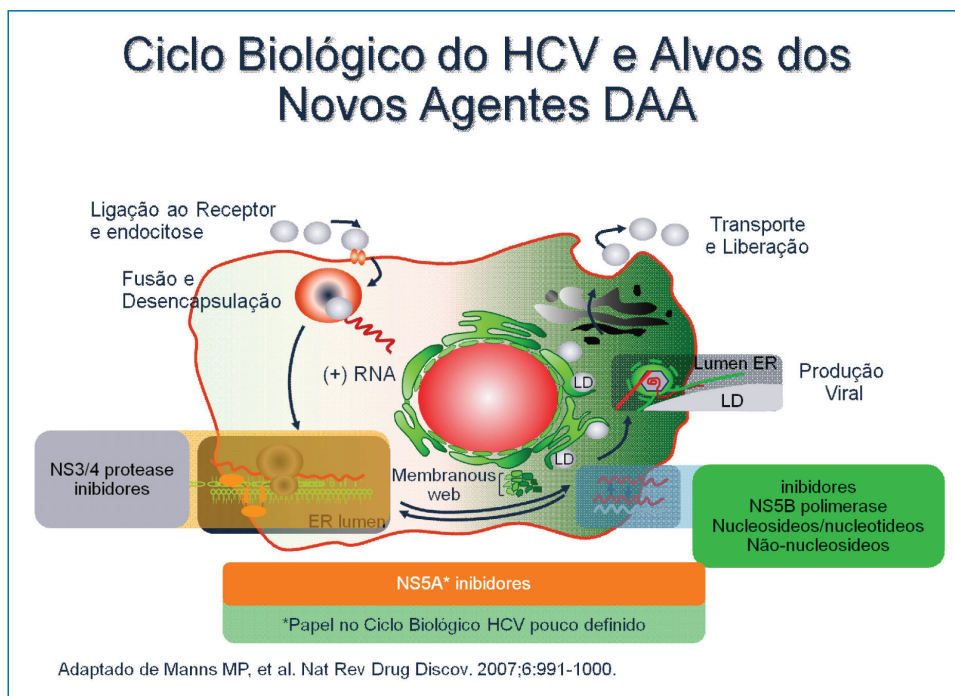 Ciclo Biológico do HCV e Alvos dos
Novos Agentes DAA
Ligação ao Receptor
e endocitose
Transporte
e Liberação
Fusão e
Desencapsulação
(+) RNA
LD
Lumen ER
LD
Produção
Viral
LD
NS3/4 protease
inibidores
Membranous
web
ER lumen
inibidores
NS5B polimerase
Nucleosideos/nucleotideos
Não-nucleosideos
NS5A* inibidores
*Papel no Ciclo Biológico HCV pouco definido
Adaptado de Manns MP, et al. Nat Rev Drug Discov. 2007;6:991-1000.